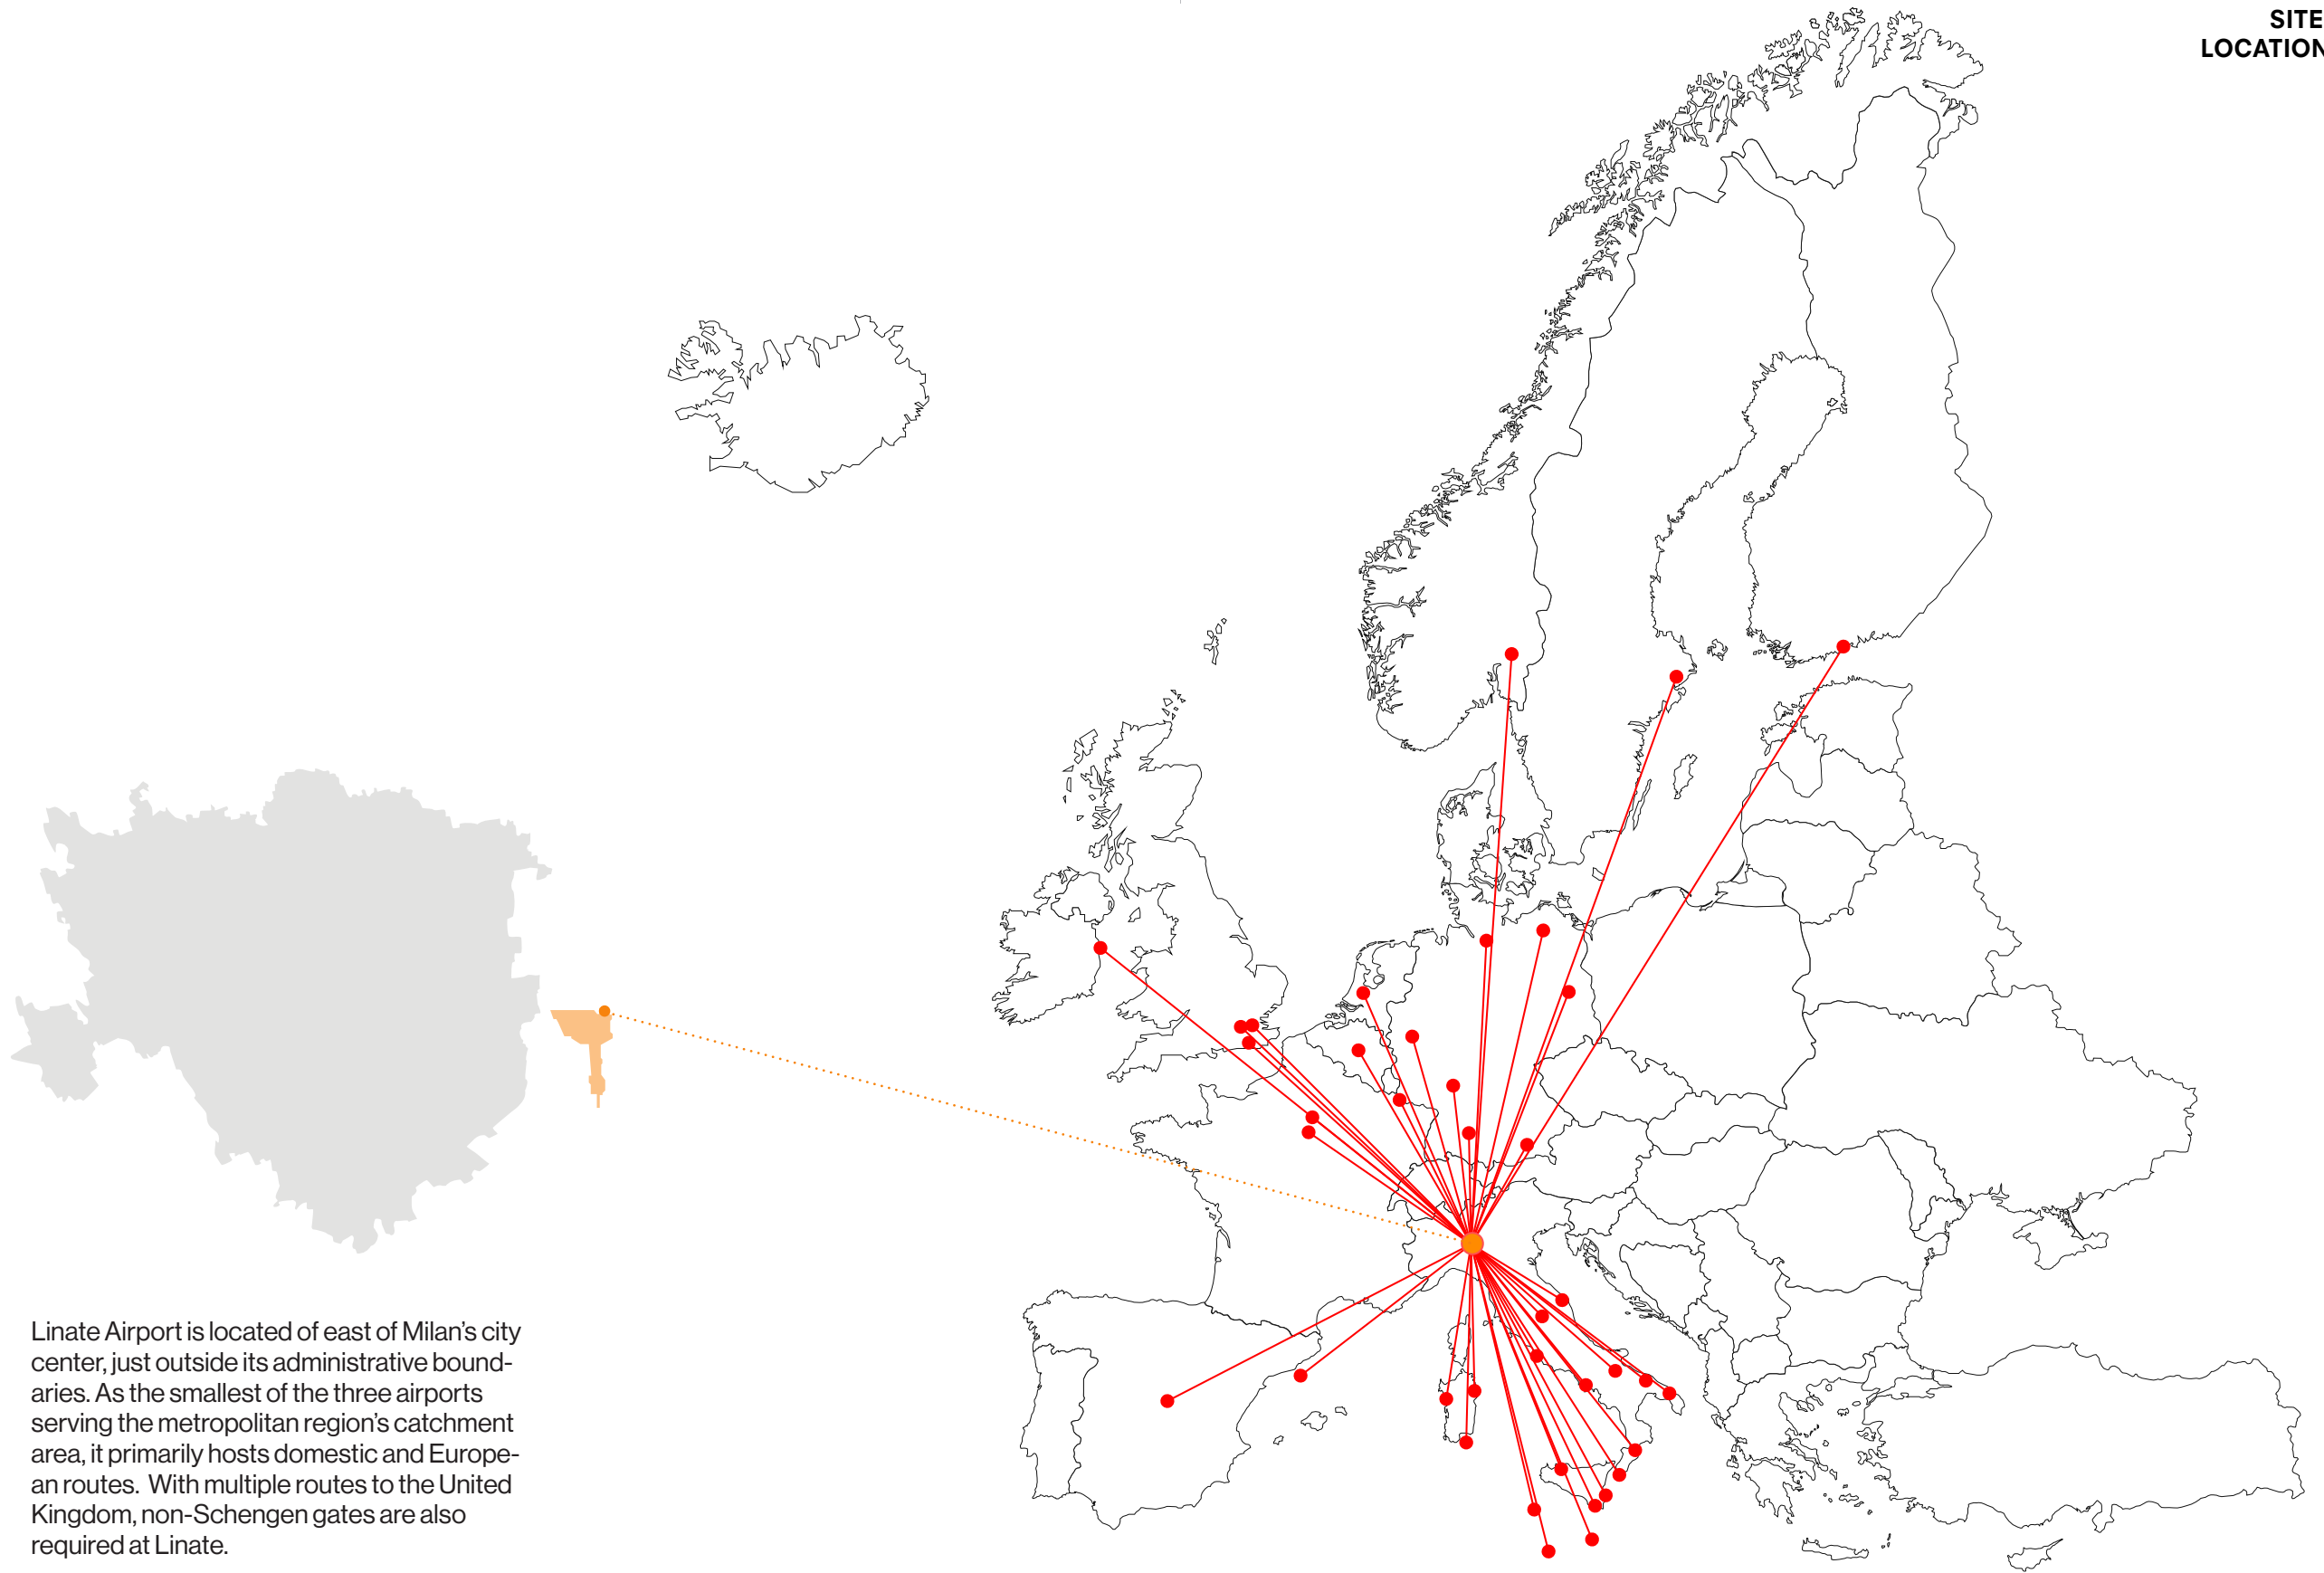 SITE
LOCATION
Linate Airport is located of east of Milan's city
center, just outside its administrative bound-
aries. As the smallest of the three airports
serving the metropolitan region's catchment
area, it primarily hosts domestic and Europe-
an routes.  With multiple routes to the United
Kingdom, non-Schengen gates are also
required at Linate.